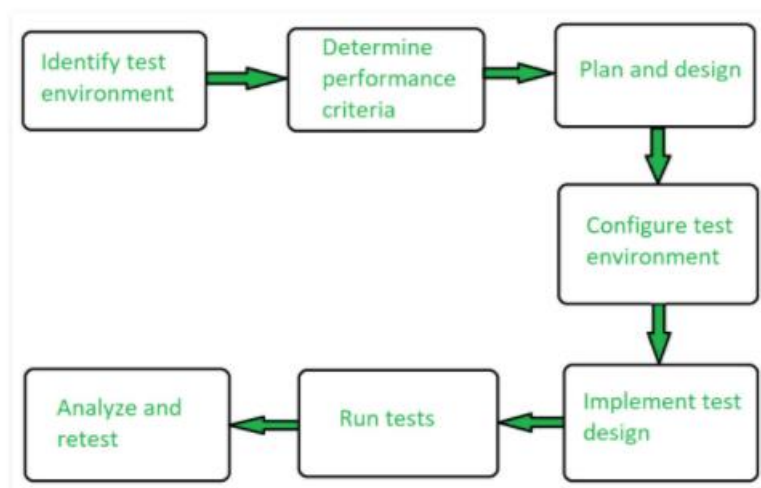 Identify test
environment
Determine
performance
criteria
Plan and design
Configure test
environment
Implement test
design
Run tests
Analyze and
retest